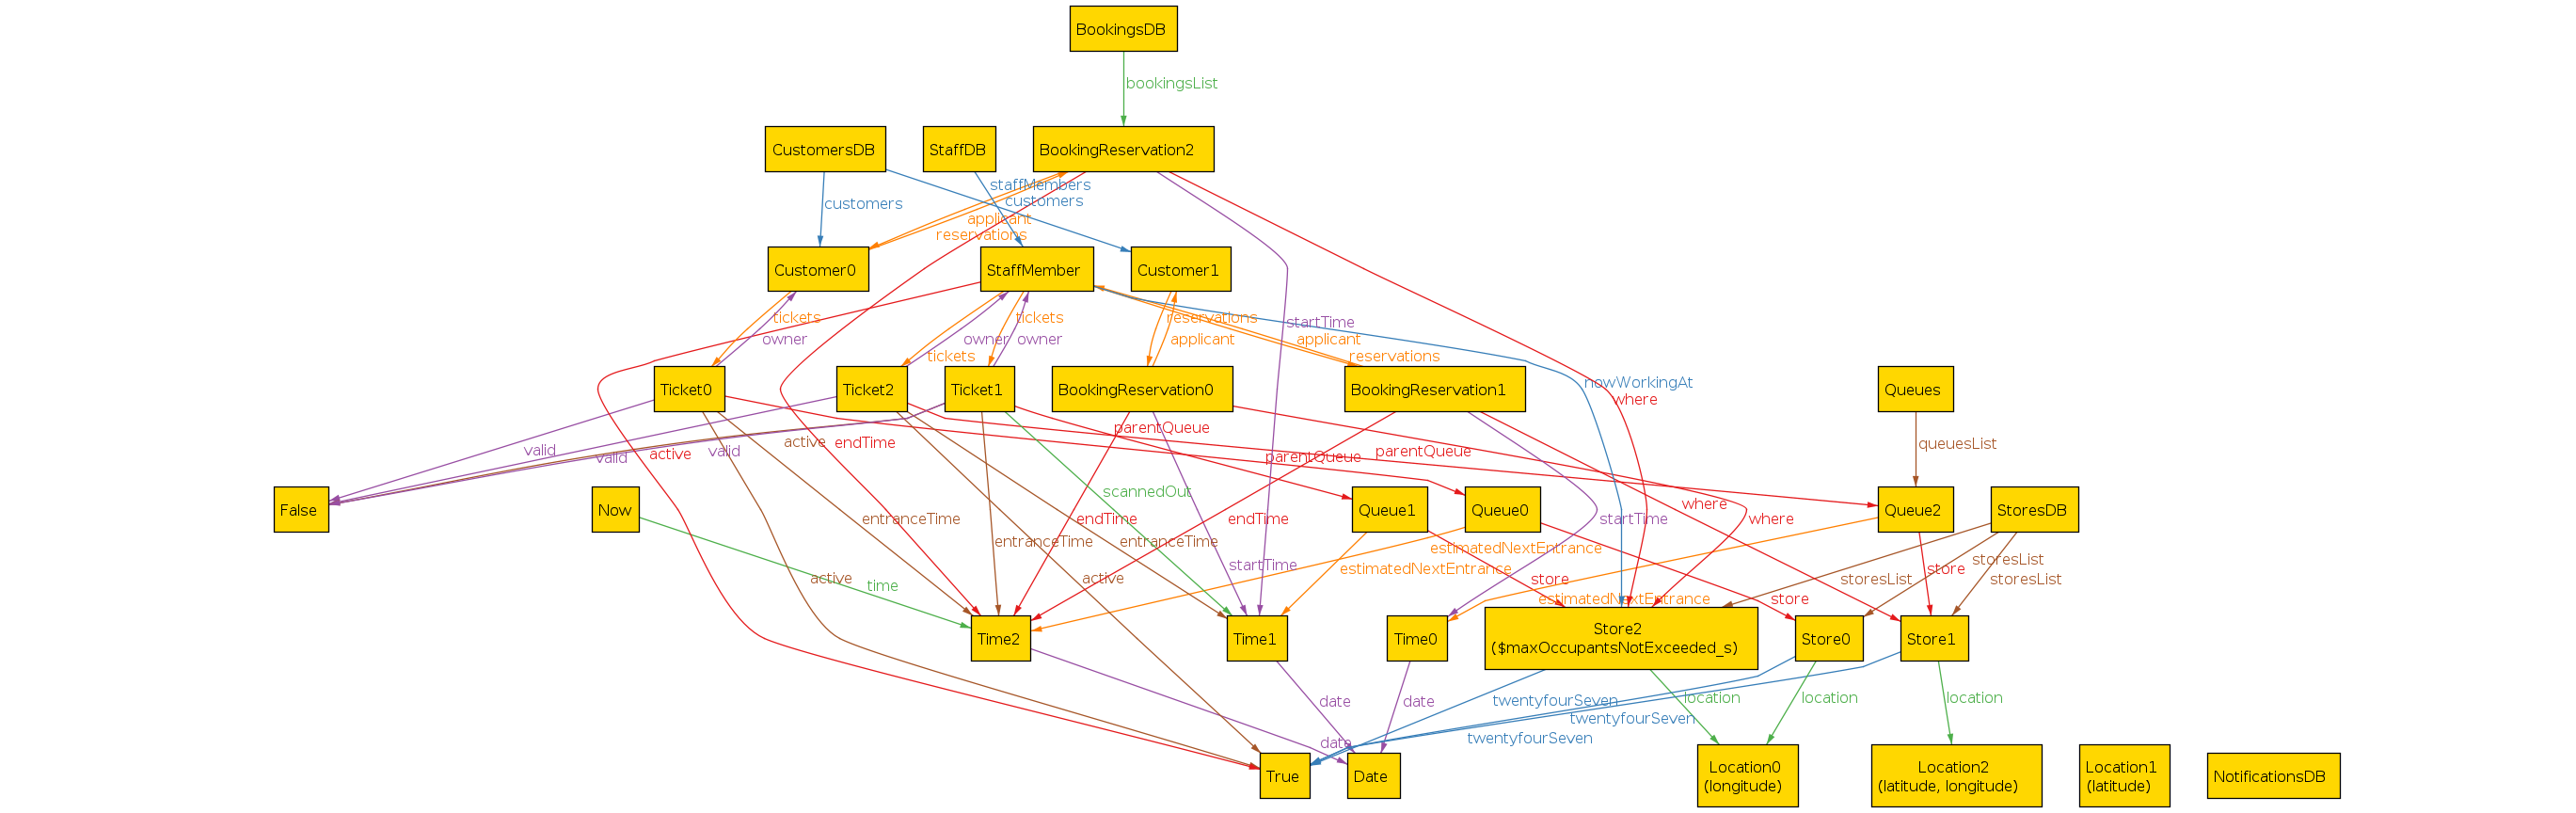 BookingsDB
bookingsList
CustomersDB
StaffDB
BookingReservation2
staffMembers
customers
customers
applicant
reservations
Customer0
StaffMember
Customer1
tickets
tickets
reservations
startTime
owner
owner
owner
applicant
applicant
tickets
reservations
nowWorkingAt
where
Ticket0
Ticket2
Ticket1
BookingReservation0
BookingReservation1
Queues
parentQueue
active
endTime
queuesList
valid
active
valid
valid
parentQueue
parentQueue
scannedOut
where
False
Now
Queue1
Queue0
Queue2
StoresDB
entranceTime
endTime
endTime
startTime
where
entranceTime
entranceTime
estimatedNextEntrance
storesList
startTime
estimatedNextEntrance
store
active
active
store
storesList
storesList
time
estimatedNextEntrance
store
Time2
Time1
Time0
Store2
($maxOccupantsNotExceeded_s)
Store0
Store1
date
date
twentyfourSeven
location
location
location
twentyfourSeven
date
twentyfourSeven
True
Date
Location0
(longitude)
Location2
(latitude, longitude)
Location1
(latitude)
NotificationsDB